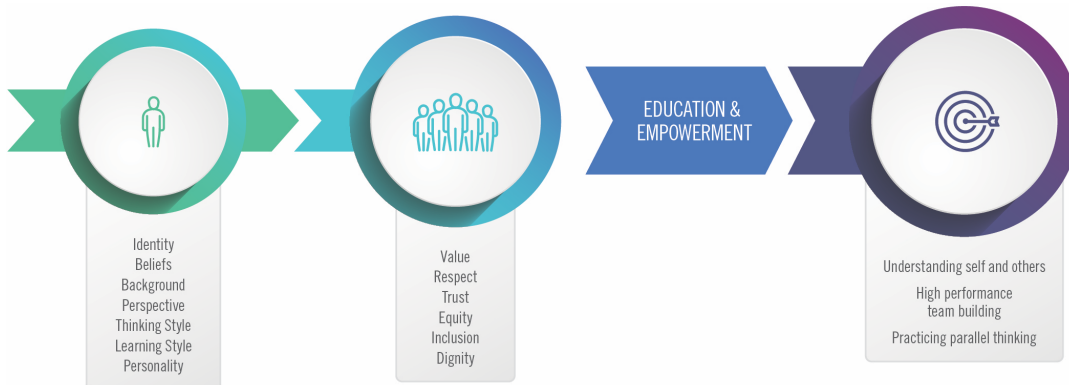 Identity
Beliefs
Background
Perspective
Thinking Style
Learning Style
Personality
Value
Respect
Trust
Equity
Inclusion
Dignity
EDUCATION &
EMPOWERMENT
Understanding self and others
High performance
team building
Practicing parallel thinking